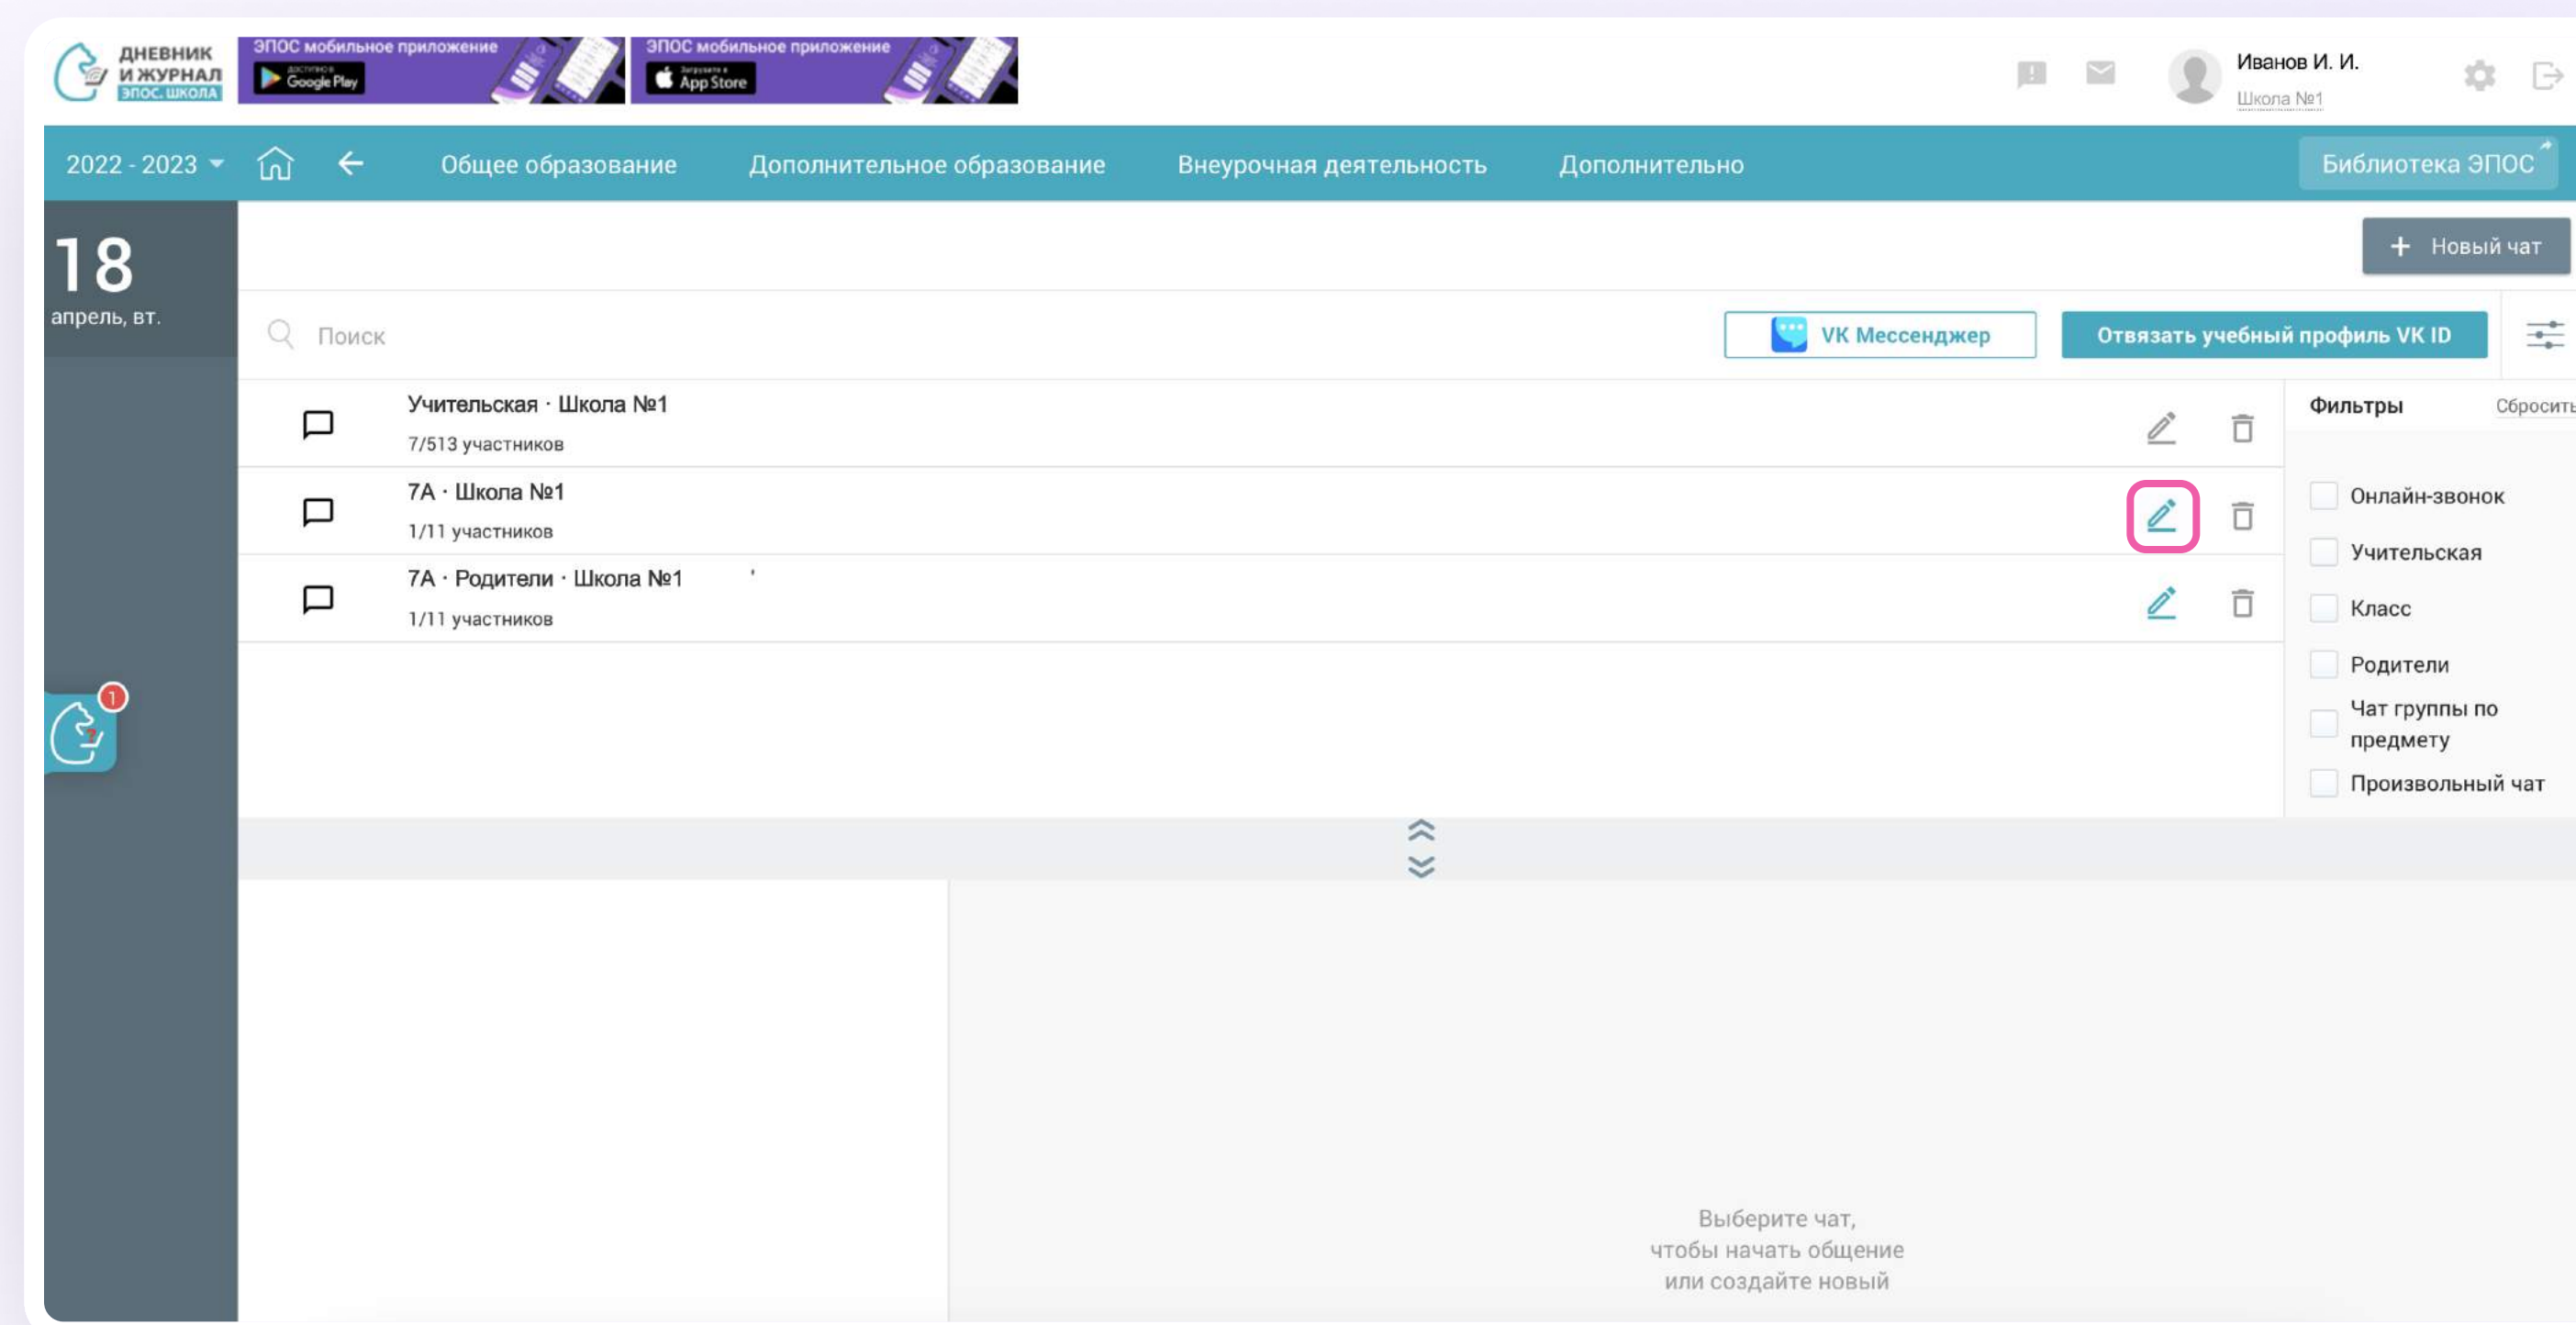 ДНЕВНИК
И ЖУРНАЛ
ЭПОС.ШКОЛА
ЭПОС мобильное приложение
ДОСТУПНО В
Google Play
ЭПОС мобильное приложение
Загрузите в
App Store
Иванов И. И.
Школа №1
2022 - 2023
Общее образование
Дополнительное образование
Внеурочная деятельность
Дополнительно
Библиотека ЭПОС
18
апрель, вт.
+ Новый чат
Поиск
VK Мессенджер
Отвязать учебный профиль VK ID
Учительская · Школа №1
7/513 участников
7А · Школа №1
1/11 участников
7А · Родители · Школа №1
1/11 участников
Фильтры
Сбросить
Онлайн-звонок
Учительская
Класс
Родители
Чат группы по
предмету
Произвольный чат
1
Выберите чат,
чтобы начать общение
или создайте новый